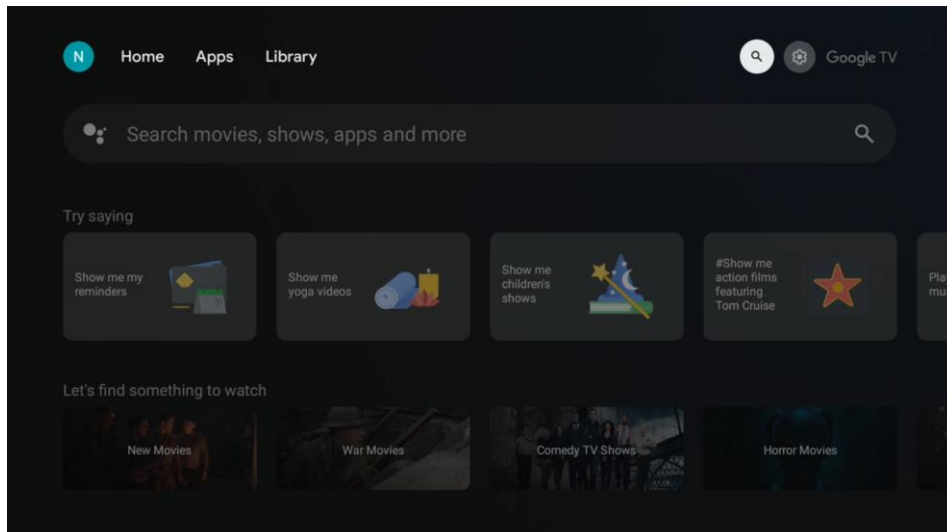 N Home Apps Library Google TV
Search movies, shows, apps and more
Try saying
Show me my
reminders
Show me
yoga videos
Show me
children's
shows
#Show me
action films
featuring
Tom Cruise
Let's find something to watch
New Movies
War Movies
Comedy TV Shows
Horror Movies